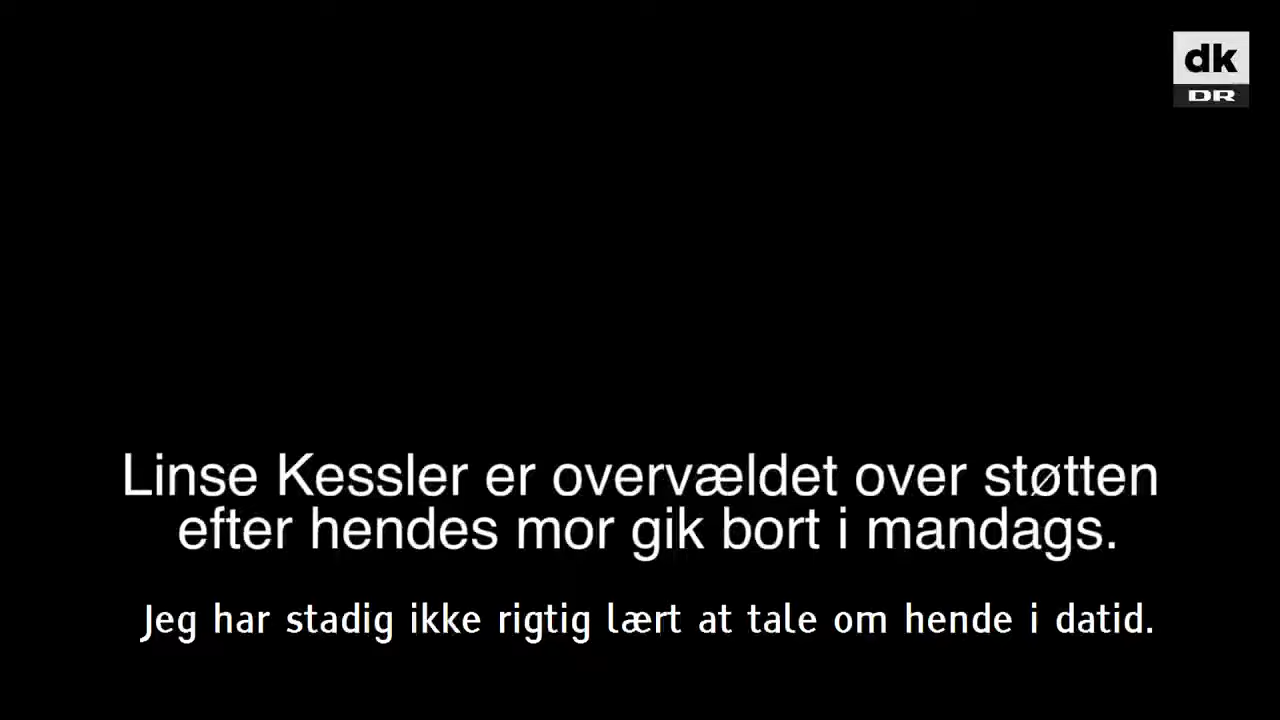 dk
DR
Linse Kessler er overvældet over støtten
efter hendes mor gik bort i mandags.
Jeg har stadig ikke rigtig lært at tale om hende i datid.